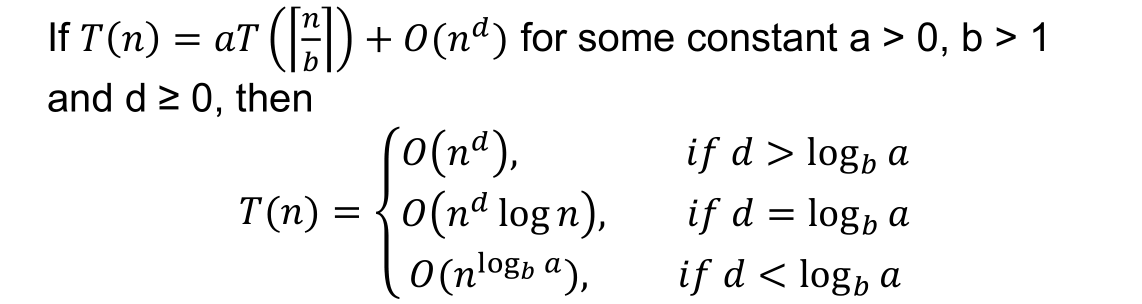 If T(n) = aT(⌈n/b⌉) + O(n^d) for some constant a > 0, b > 1
and d ≥ 0, then
T(n) = { O(n^d), if d > log_b a
O(n^d log n), if d = log_b a
O(n^{log_b a}), if d < log_b a